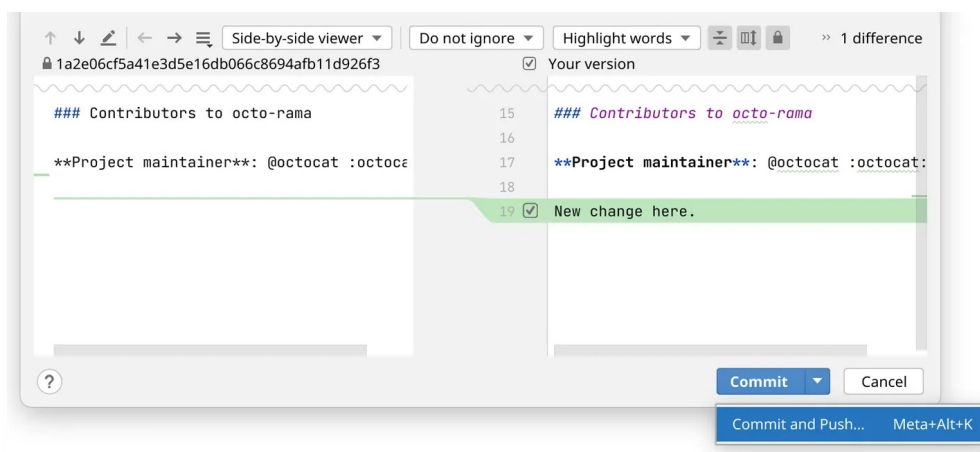 Side-by-side viewer Do not ignore Highlight words » 1 difference
1a2e06cf5a41e3d5e16db066c8694afb11d926f3 Your version
### Contributors to octo-rama 15 ### Contributors to octo-rama
16
**Project maintainer**: @octocat :octoca 17 **Project maintainer**: @octocat :octocat:
18
19 New change here.
? Commit Cancel
Commit and Push... Meta+Alt+K